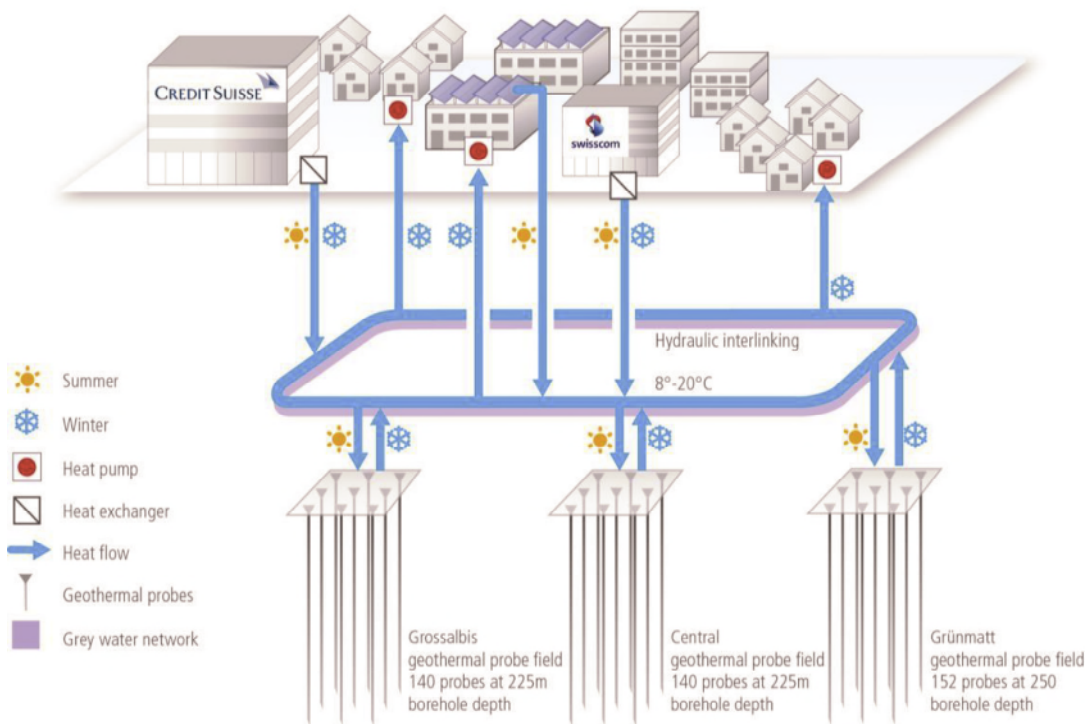 CREDIT SUISSE
swisscom
Hydraulic interlinking
8°-20°C
Summer
Winter
Heat pump
Heat exchanger
Heat flow
Geothermal probes
Grey water network
Grossalbis
geothermal probe field
140 probes at 225m
borehole depth
Central
geothermal probe field
140 probes at 225m
borehole depth
Grünmatt
geothermal probe field
152 probes at 250
borehole depth